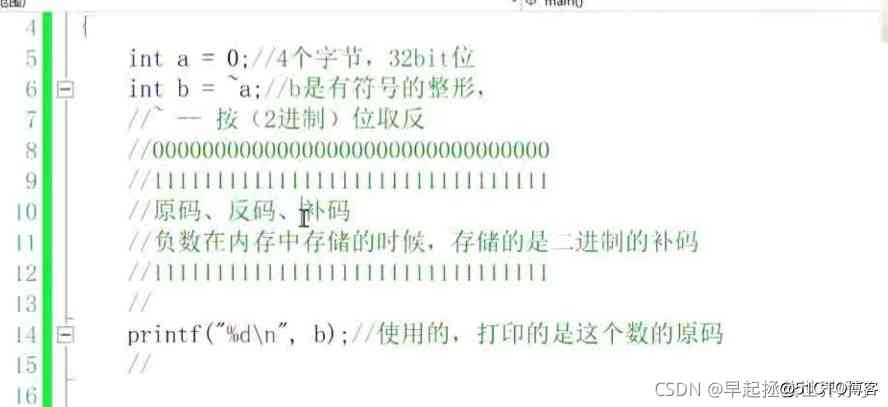 main()
4 {
5 int a = 0;//4个字节，32bit位
6 int b = ~a;//b是有符号的整形，
7 //~ -- 按（2进制）位取反
8 //00000000000000000000000000000000
9 //11111111111111111111111111111111
10 //原码、反码、补码
11 //负数在内存中存储的时候，存储的是二进制的补码
12 //11111111111111111111111111111111
13 //
14 printf("%d\n", b);//使用的，打印的是这个数的原码
15 //
16
CSDN @早起拯
@51CTO博客